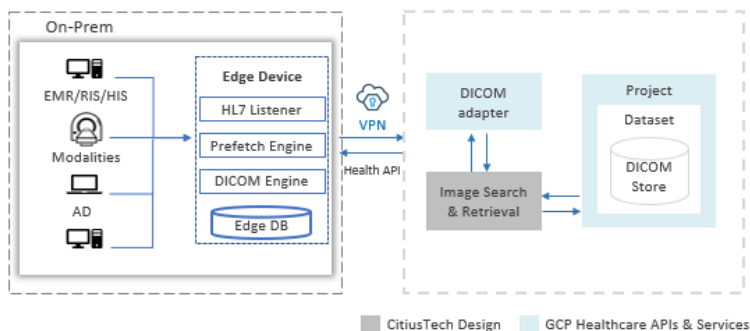 On-Prem
EMR/RIS/HIS
Modalities
AD
Edge Device
HL7 Listener
Prefetch Engine
DICOM Engine
Edge DB
VPN
Health API
DICOM
adapter
Image Search
& Retrieval
Project
Dataset
DICOM
Store
CitiusTech Design
GCP Healthcare APIs & Services